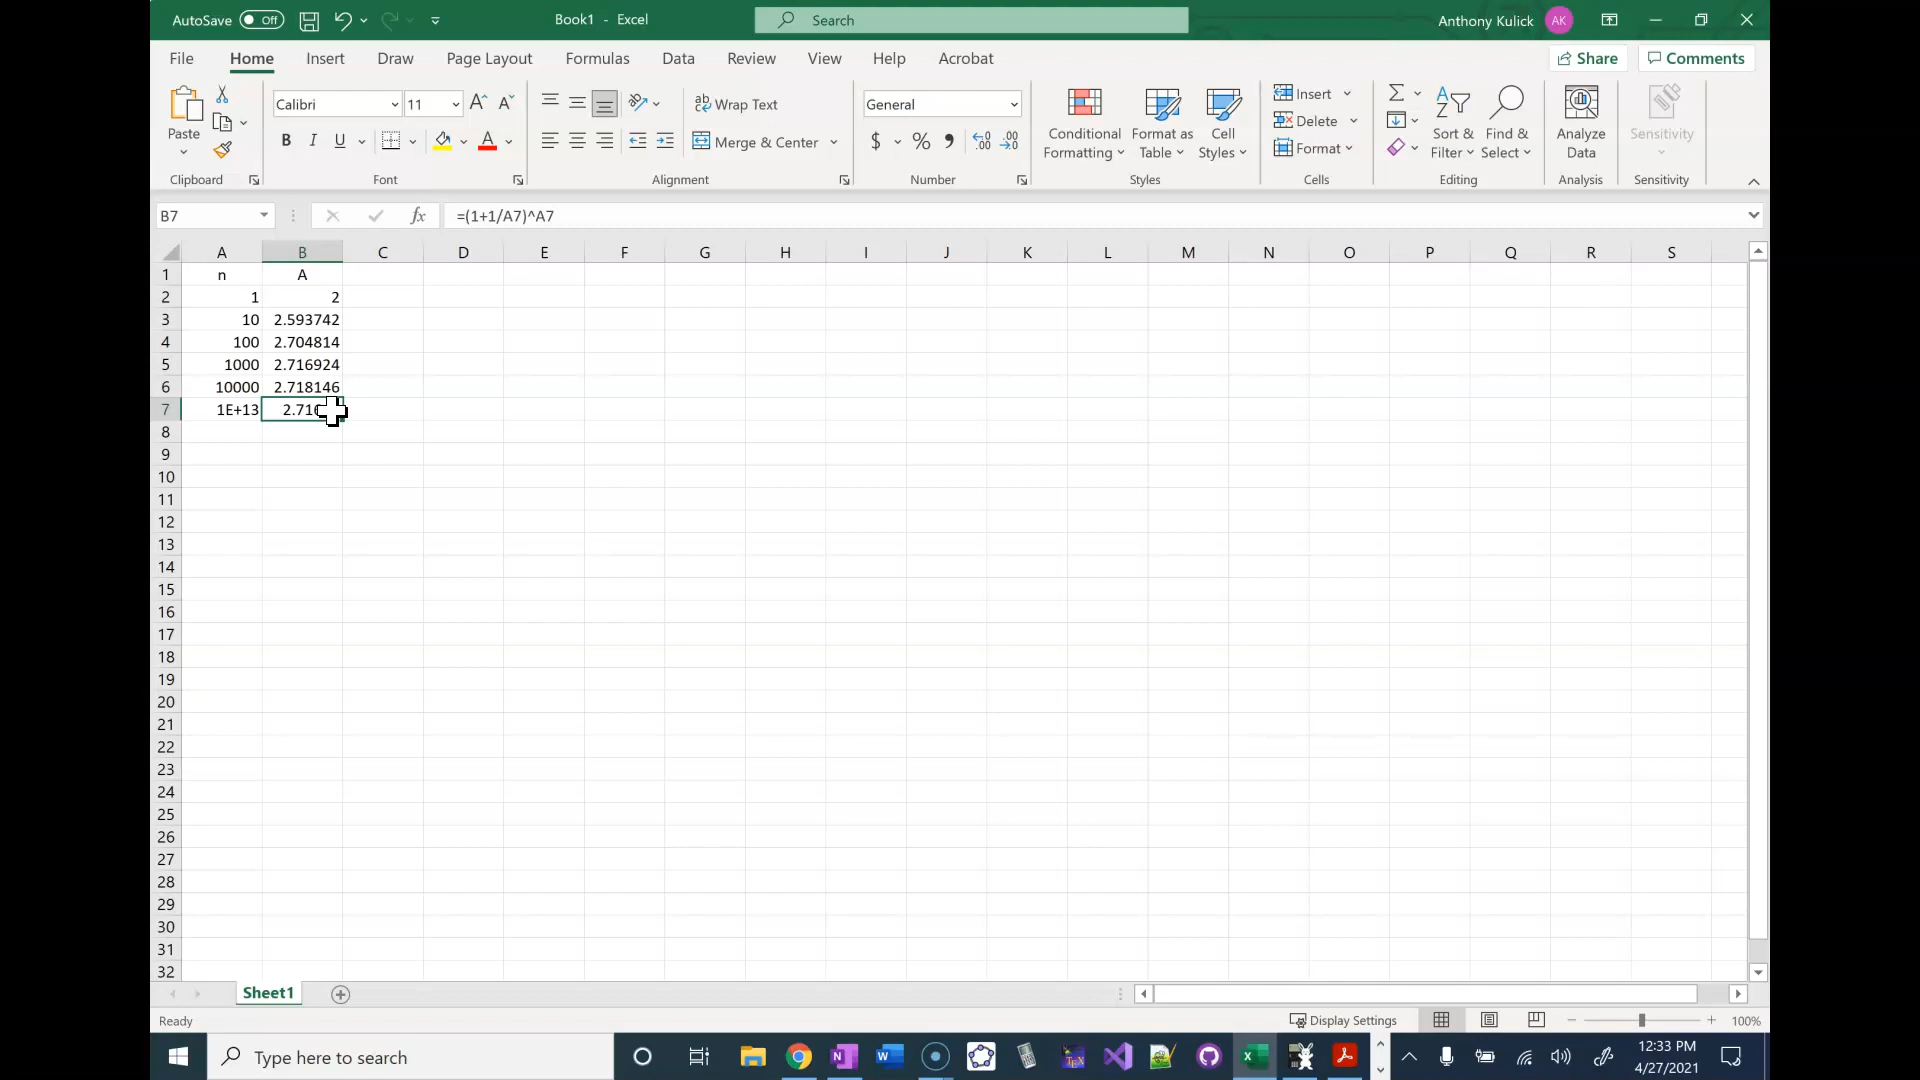 AutoSave Off Book1 - Excel Search Anthony Kulick AK
File Home Insert Draw Page Layout Formulas Data Review View Help Acrobat Share Comments
Paste
Clipboard
Calibri 11
B I U
Font
Wrap Text
Merge & Center
Alignment
General
$ % 9
Number
Conditional Formatting
Format as Table
Cell Styles
Styles
Insert
Delete
Format
Cells
Sort & Filter
Find & Select
Editing
Analyze Data
Analysis
Sensitivity
Sensitivity
B7 fx =(1+1/A7)^A7
A B C D E F G H I J K L M N O P Q R S
1 n A
2 1 2
3 10 2.593742
4 100 2.704814
5 1000 2.716924
6 10000 2.718146
7 1E+13
8
9
10
11
12
13
14
15
16
17
18
19
20
21
22
23
24
25
26
27
28
29
30
31
32
Sheet1
Ready Display Settings 100%
Type here to search
12:33 PM
4/27/2021